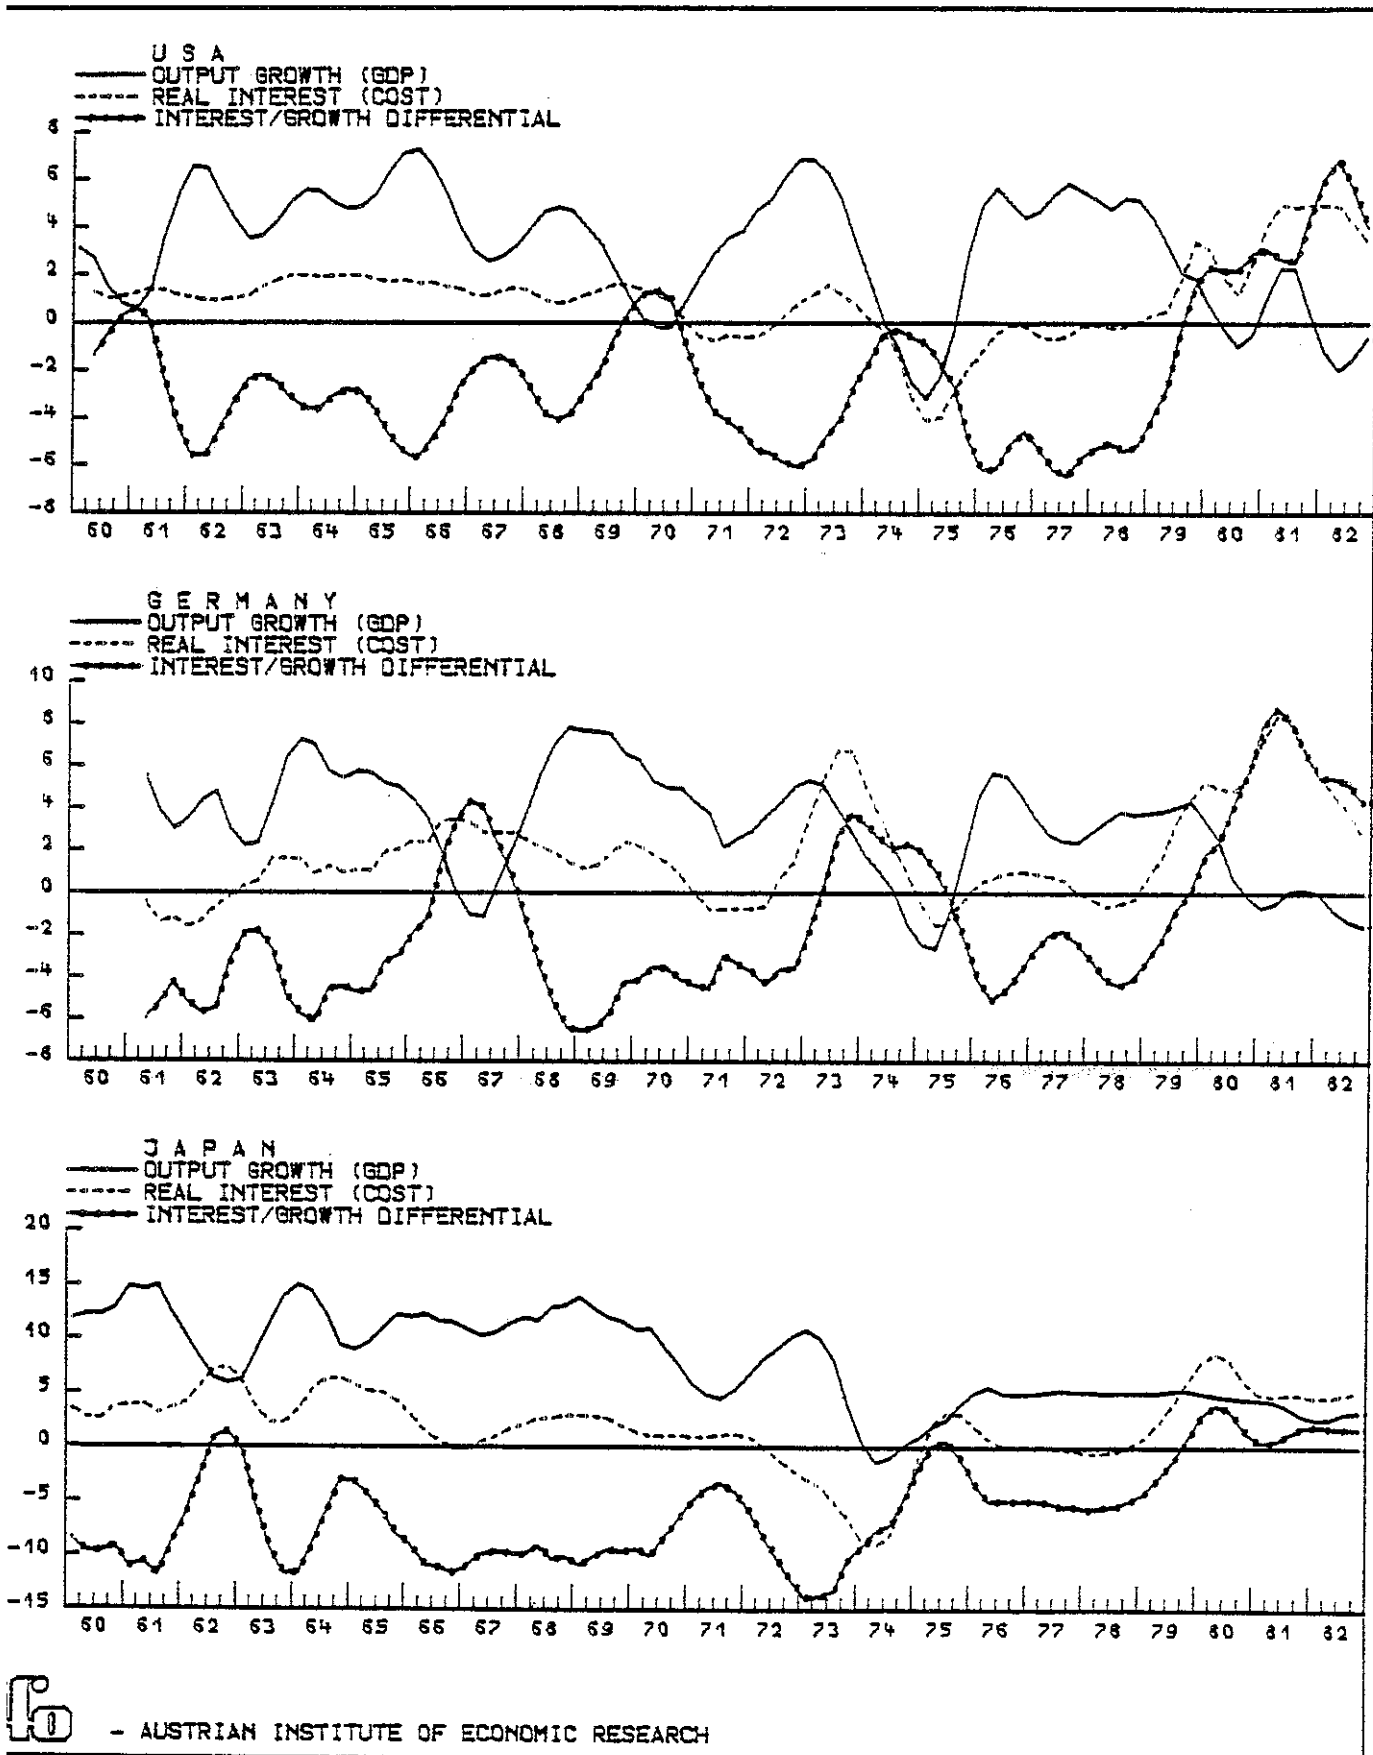 U S A
OUTPUT GROWTH (GDP)
REAL INTEREST (COST)
INTEREST/GROWTH DIFFERENTIAL
8
6
4
2
0
-2
-4
-6
-8
60 61 62 63 64 65 66 67 68 69 70 71 72 73 74 75 76 77 78 79 80 81 82
G E R M A N Y
OUTPUT GROWTH (GDP)
REAL INTEREST (COST)
INTEREST/GROWTH DIFFERENTIAL
10
8
6
4
2
0
-2
-4
-6
-8
60 61 62 63 64 65 66 67 68 69 70 71 72 73 74 75 76 77 78 79 80 81 82
J A P A N
OUTPUT GROWTH (GDP)
REAL INTEREST (COST)
INTEREST/GROWTH DIFFERENTIAL
20
15
10
5
0
-5
-10
-15
60 61 62 63 64 65 66 67 68 69 70 71 72 73 74 75 76 77 78 79 80 81 82
- AUSTRIAN INSTITUTE OF ECONOMIC RESEARCH